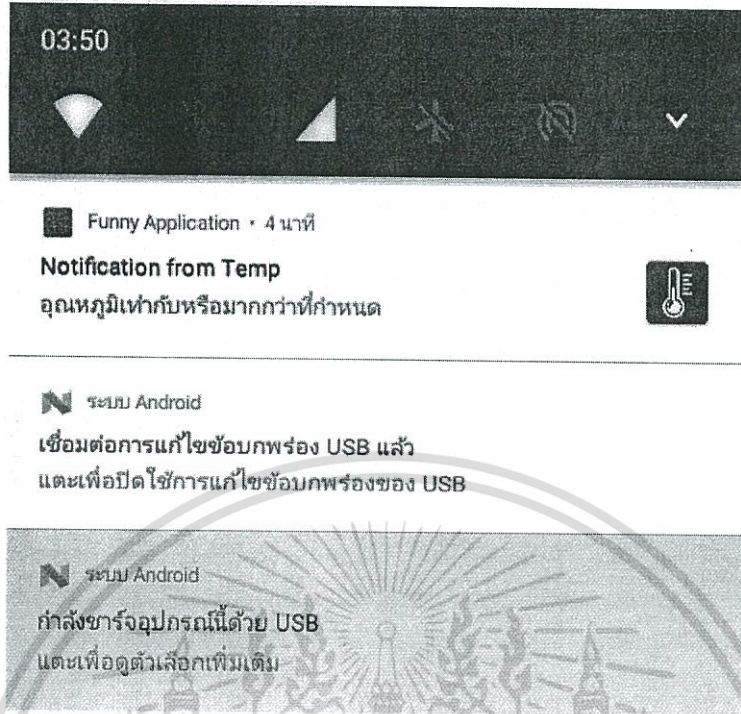 03:50
Funny Application • 4 นาที
Notification from Temp
อุณหภูมิเท่ากับหรือมากกว่าที่กำหนด
ระบบ Android
เชื่อมต่อการแก้ไขข้อบกพร่อง USB แล้ว
แตะเพื่อปิดใช้การแก้ไขข้อบกพร่องของ USB
ระบบ Android
กำลังชาร์จอุปกรณ์นี้ด้วย USB
แตะเพื่อดูตัวเลือกเพิ่มเติม